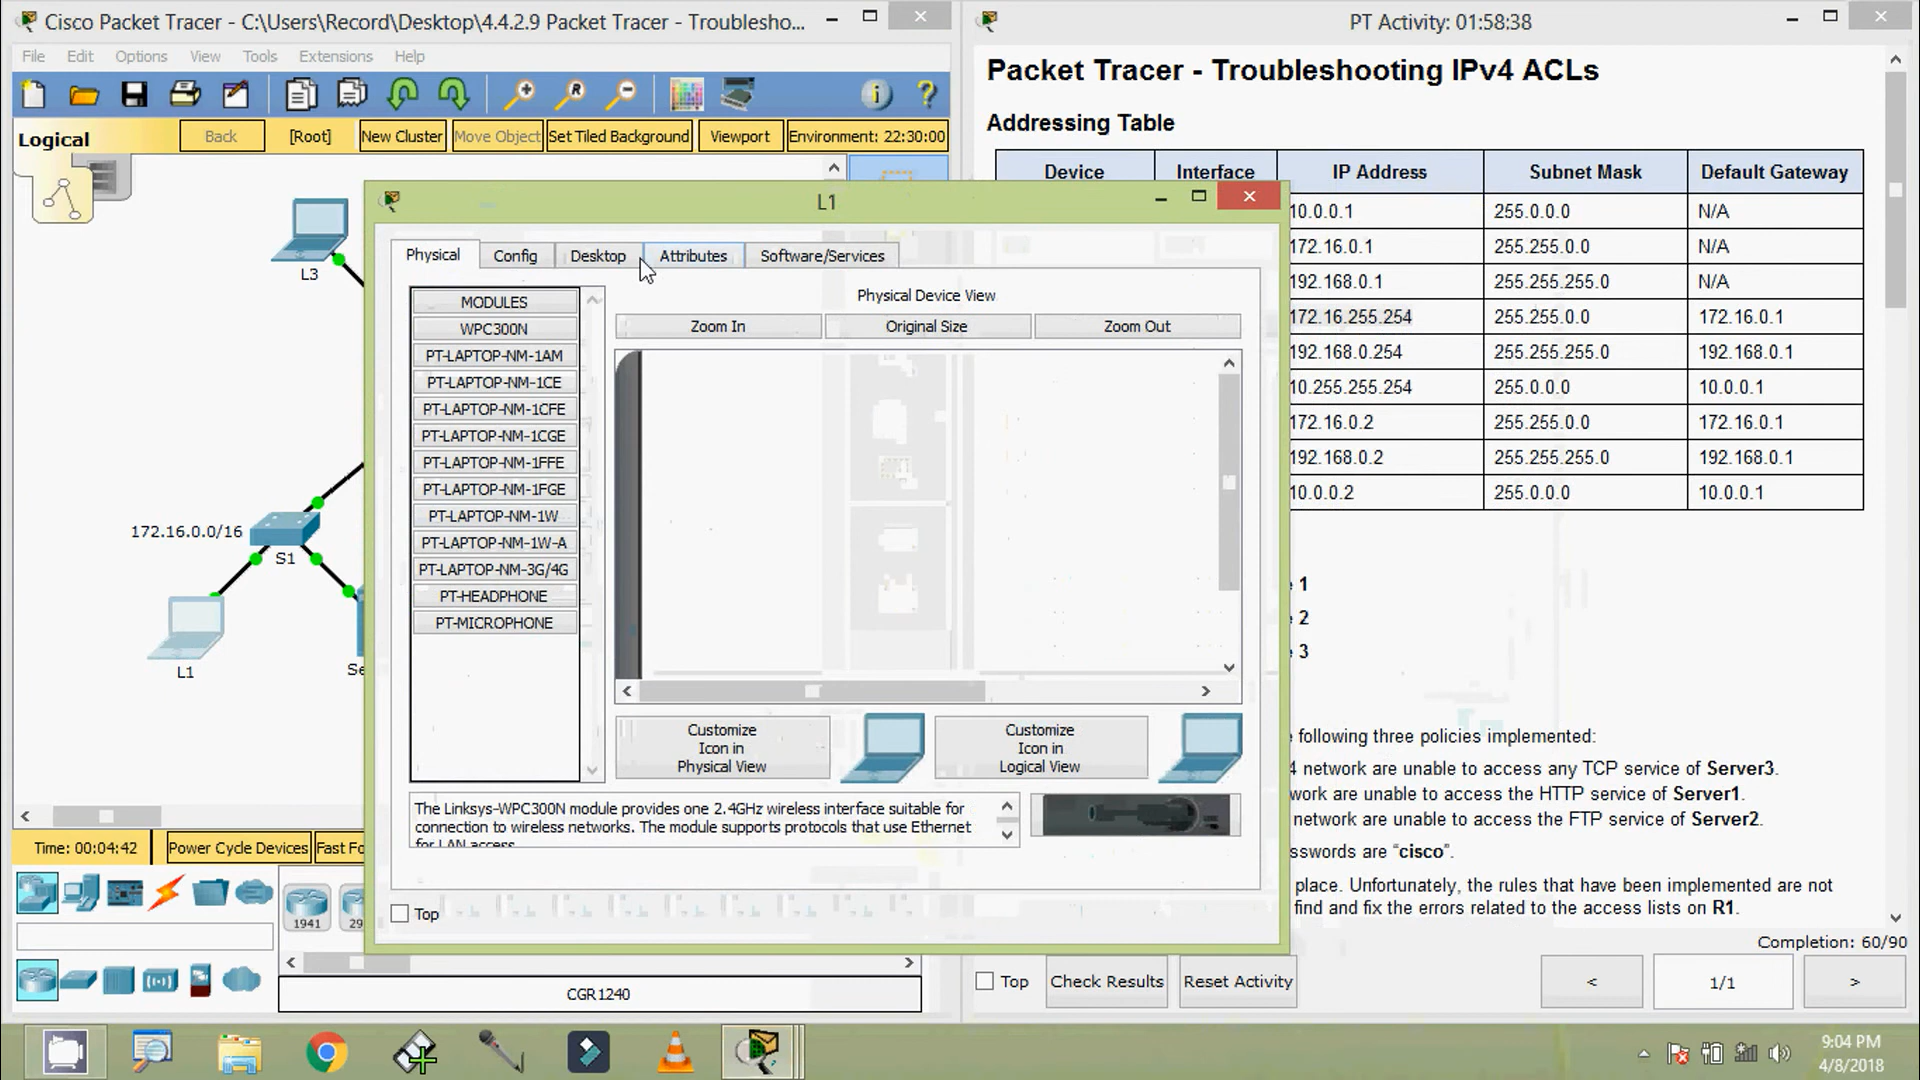 Cisco Packet Tracer - C:\Users\Record\Desktop\4.4.2.9 Packet Tracer - Troublesho...
File Edit Options View Tools Extensions Help
Logical
Back
[Root]
New Cluster
Move Object
Set Tiled Background
Viewport
Environment: 22:30:00
L3
172.16.0.0/16
S1
L1
Se
Time: 00:04:42
Power Cycle Devices
Fast Fo
1941
29
CGR1240
L1
Physical
Config
Desktop
Attributes
Software/Services
MODULES
WPC300N
PT-LAPTOP-NM-1AM
PT-LAPTOP-NM-1CE
PT-LAPTOP-NM-1CFE
PT-LAPTOP-NM-1CGE
PT-LAPTOP-NM-1FFE
PT-LAPTOP-NM-1FGE
PT-LAPTOP-NM-1W
PT-LAPTOP-NM-1W-A
PT-LAPTOP-NM-3G/4G
PT-HEADPHONE
PT-MICROPHONE
Physical Device View
Zoom In
Original Size
Zoom Out
Customize
Icon in
Physical View
Customize
Icon in
Logical View
The Linksys-WPC300N module provides one 2.4GHz wireless interface suitable for
connection to wireless networks. The module supports protocols that use Ethernet
for LAN access
Top
PT Activity: 01:58:38
Packet Tracer - Troubleshooting IPv4 ACLs
Addressing Table
Device Interface IP Address Subnet Mask Default Gateway
10.0.0.1 255.0.0.0 N/A
172.16.0.1 255.255.0.0 N/A
192.168.0.1 255.255.255.0 N/A
172.16.255.254 255.255.0.0 172.16.0.1
192.168.0.254 255.255.255.0 192.168.0.1
10.255.255.254 255.0.0.0 10.0.0.1
172.16.0.2 255.255.0.0 172.16.0.1
192.168.0.2 255.255.255.0 192.168.0.1
10.0.0.2 255.0.0.0 10.0.0.1
1
2
3
following three policies implemented:
4 network are unable to access any TCP service of Server3.
work are unable to access the HTTP service of Server1.
network are unable to access the FTP service of Server2.
sswords are “cisco”.
place. Unfortunately, the rules that have been implemented are not
find and fix the errors related to the access lists on R1.
Completion: 60/90
Top
Check Results
Reset Activity
<
1/1
>
9:04 PM
4/8/2018